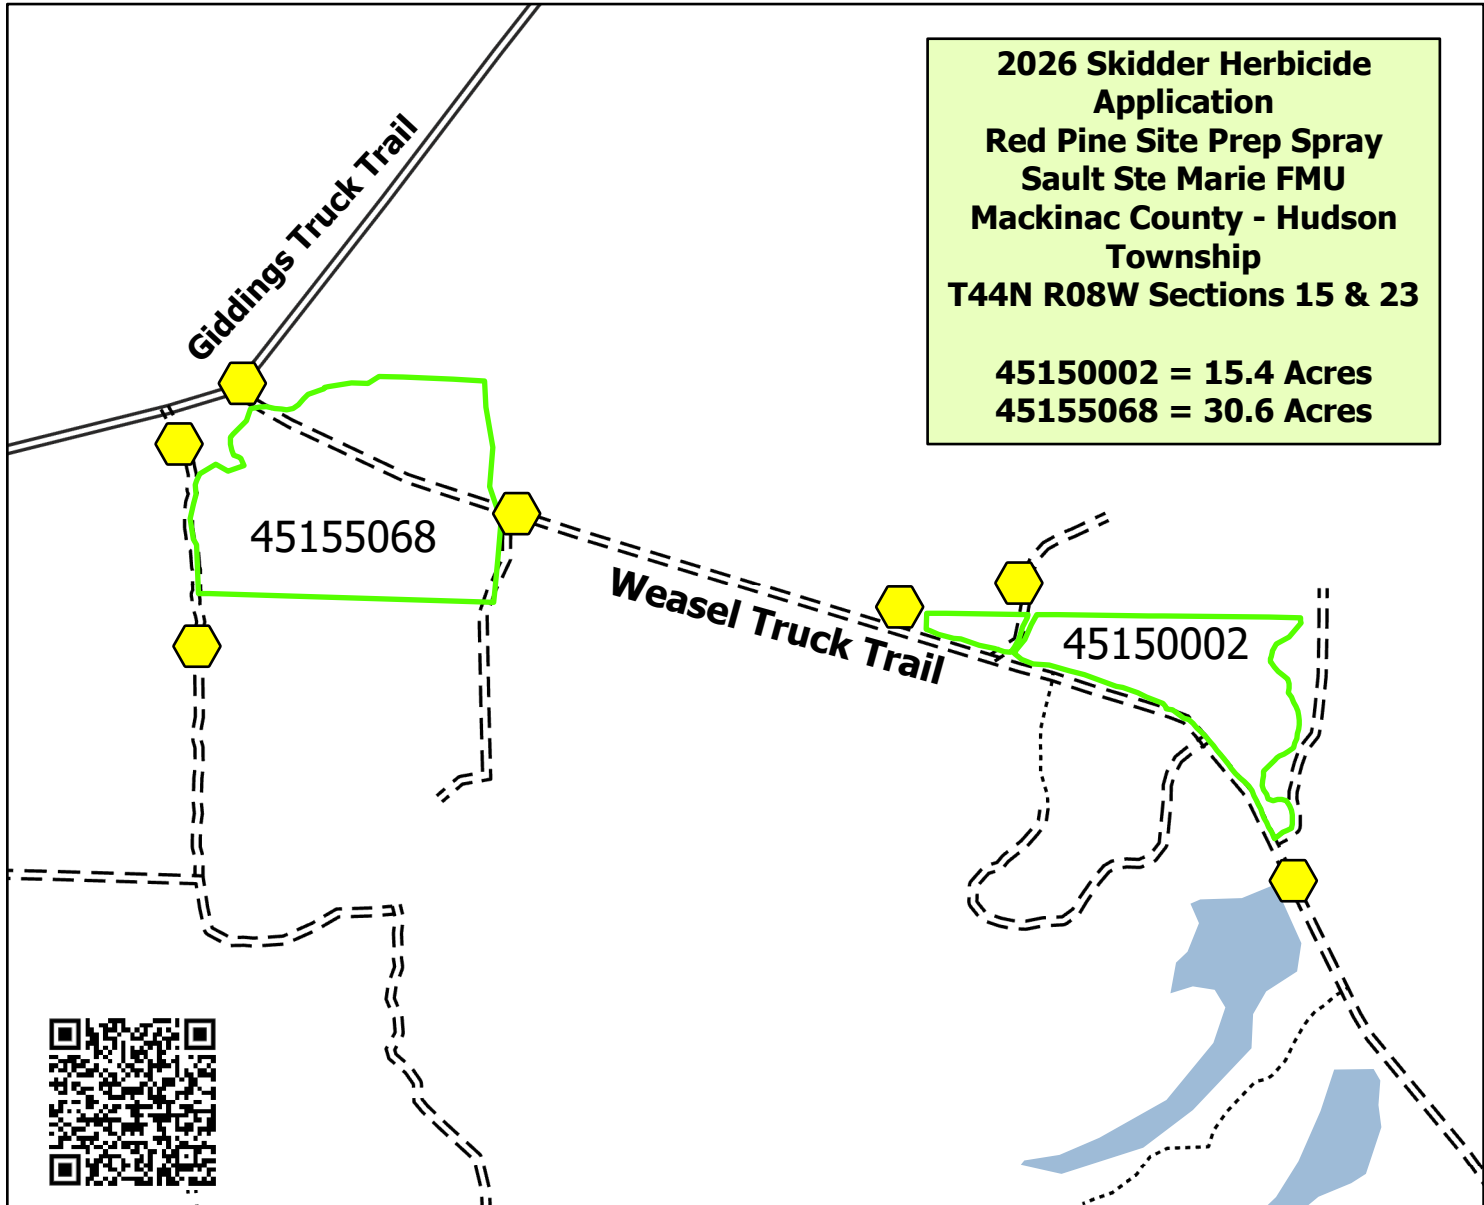 2026 Skidder Herbicide
Application
Red Pine Site Prep Spray
Sault Ste Marie FMU
Mackinac County - Hudson
Township
T44N R08W Sections 15 & 23
45150002 = 15.4 Acres
45155068 = 30.6 Acres
Giddings Truck Trail
45155068
Weasel Truck Trail
45150002